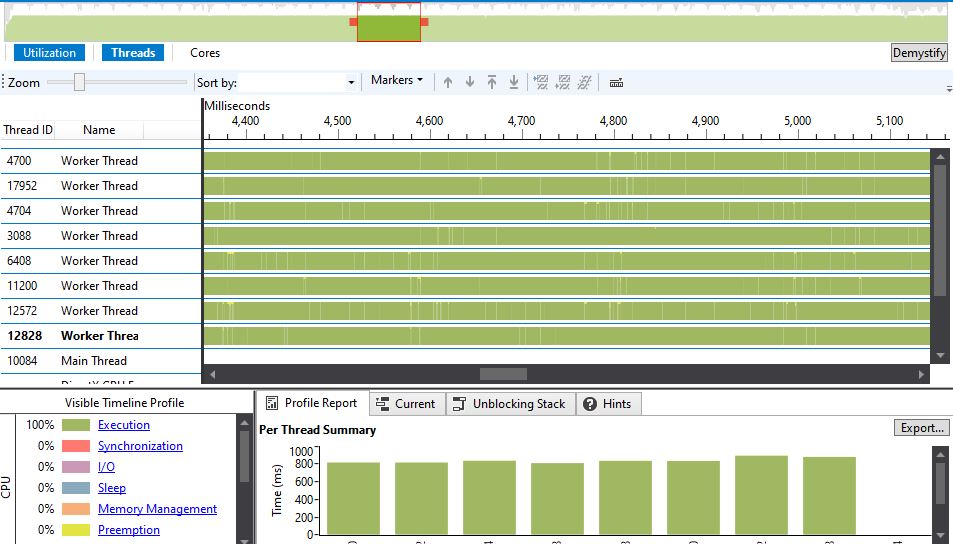 Utilization Threads Cores Demystify
Zoom Sort by: Markers
Milliseconds
4,400 4,500 4,600 4,700 4,800 4,900 5,000 5,100
Thread ID Name
4700 Worker Thread
17952 Worker Thread
4704 Worker Thread
3088 Worker Thread
6408 Worker Thread
11200 Worker Thread
12572 Worker Thread
12828 Worker Threa
10084 Main Thread
Visible Timeline Profile
Profile Report Current Unblocking Stack Hints
CPU
100% Execution
0% Synchronization
0% I/O
0% Sleep
0% Memory Management
0% Preemption
Per Thread Summary Export...
Time (ms)
1000
800
600
400
200
0